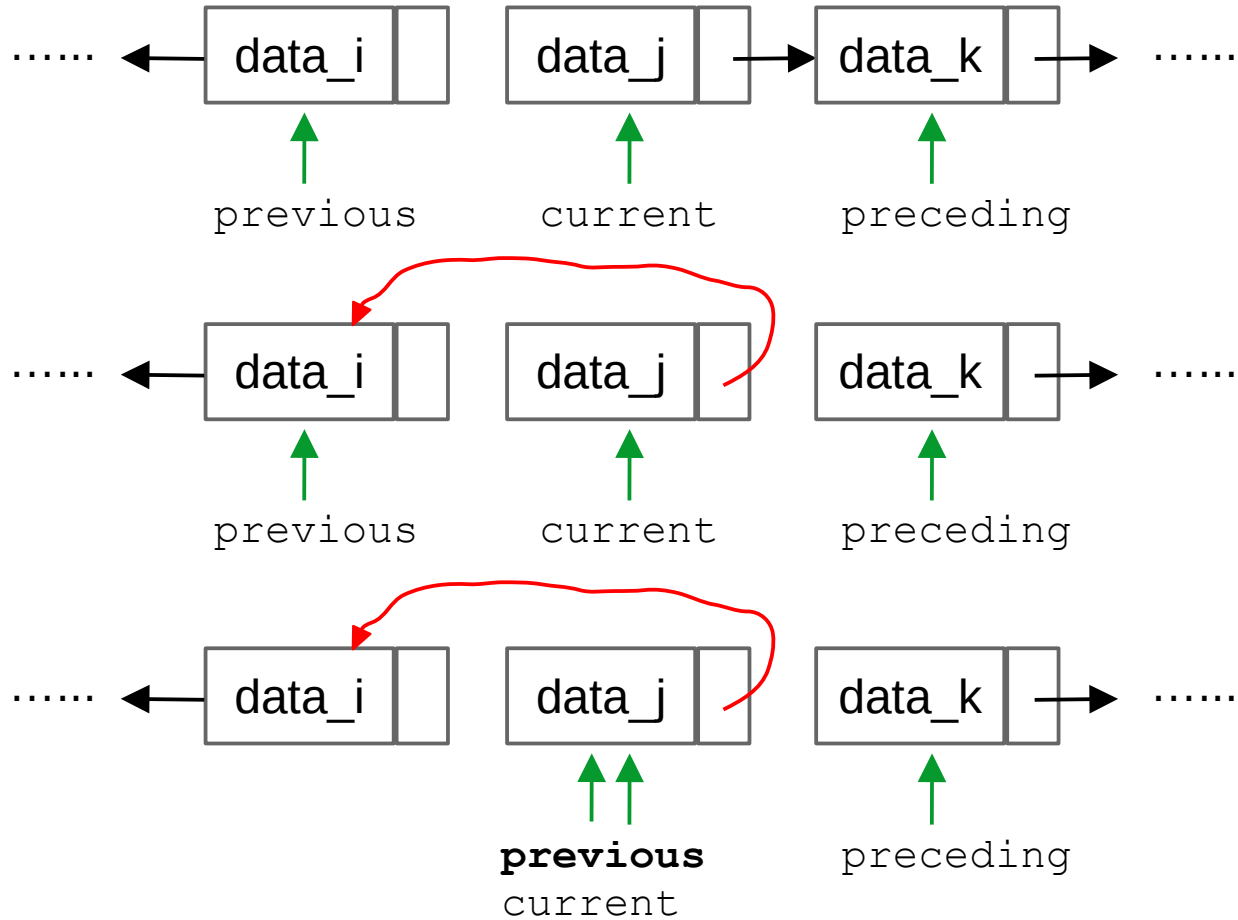 ...... data_i data_j data_k ......
previous current preceding
...... data_i data_j data_k ......
previous current preceding
...... data_i data_j data_k ......
previous preceding
current